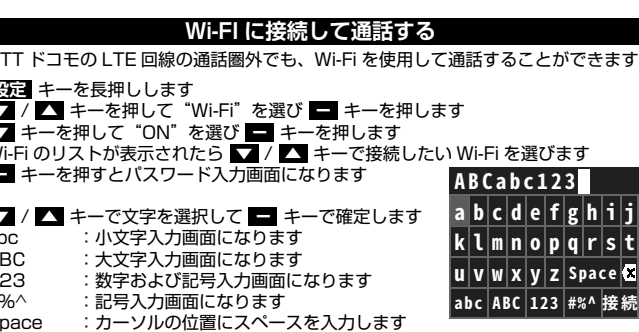 Wi-FI に接続して通話する
TT ドコモの LTE 回線の通話圏外でも、Wi-Fi を使用して通話することができます
設定 キーを長押しします
▼ / ▲ キーを押して“Wi-Fi”を選び ━ キーを押します
▼ キーを押して“ON”を選び ━ キーを押します
Wi-Fi のリストが表示されたら ▼ / ▲ キーで接続したい Wi-Fi を選びます
━ キーを押すとパスワード入力画面になります
▼ / ▲ キーで文字を選択して ━ キーで確定します
bc ：小文字入力画面になります
BC ：大文字入力画面になります
23 ：数字および記号入力画面になります
%^ ：記号入力画面になります
pace ：カーソルの位置にスペースを入力します
ABCabc123
a b c d e f g h i j
k l m n o p q r s t
u v w x y z Space ⌫
abc ABC 123 #%^ 接続